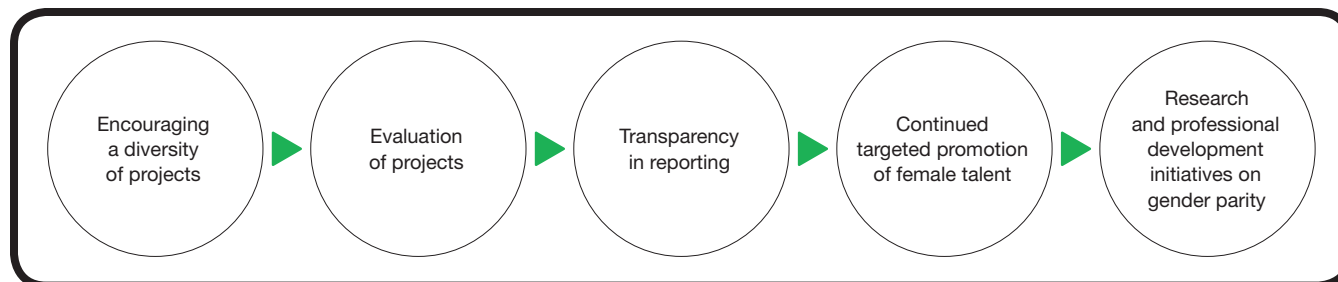 Encouraging
a diversity
of projects
Evaluation
of projects
Transparency
in reporting
Continued
targeted promotion
of female talent
Research
and professional
development
initiatives on
gender parity